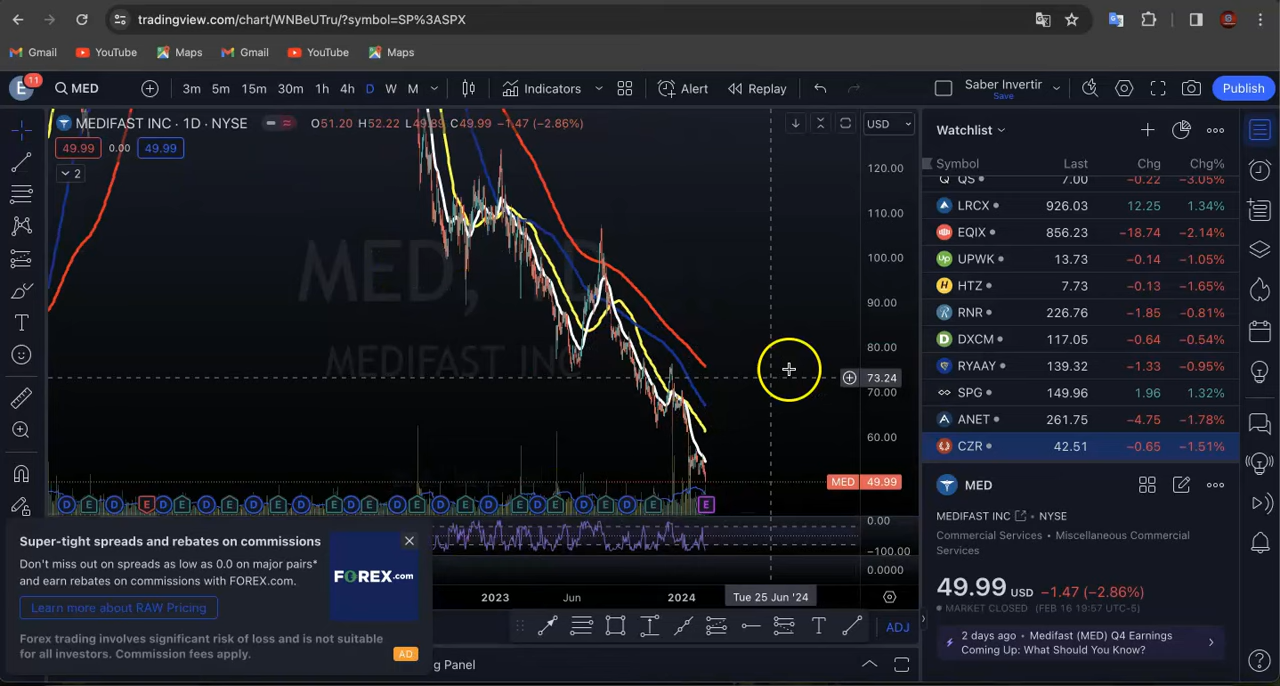 tradingview.com/chart/WNBeUTru/?symbol=SP%3ASPX
Gmail YouTube Maps Gmail YouTube Maps
E 11 MED 3m 5m 15m 30m 1h 4h D W M Indicators Alert Replay Saber Invertir Save Publish
MEDIFAST INC · 1D · NYSE O51.20 H52.22 C49.99 −1.47 (−2.86%)
USD
49.99 0.00 49.99
2
MED, D
MEDIFAST INC
120.00
110.00
100.00
90.00
80.00
73.24
70.00
60.00
MED 49.99
0.00
−100.00
0.0000
D E E D E D E D E D E D E D E D E D E D E D E E
2023 Jun 2024 Tue 25 Jun '24
ADJ
ng Panel
Super-tight spreads and rebates on commissions
Don't miss out on spreads as low as 0.0 on major pairs*
and earn rebates on commissions with FOREX.com.
Learn more about RAW Pricing
FOREX.com
Forex trading involves significant risk of loss and is not suitable
for all investors. Commission fees apply.
AD
Watchlist
Symbol Last Chg Chg%
QS 7.00 −0.22 −3.05%
LRCX 926.03 12.25 1.34%
EQIX 856.23 −18.74 −2.14%
UPWK 13.73 −0.14 −1.05%
HTZ 7.73 −0.13 −1.65%
RNR 226.76 −1.85 −0.81%
DXCM 117.05 −0.64 −0.54%
RYAAY 139.32 −1.33 −0.95%
SPG 149.96 1.96 1.32%
ANET 261.75 −4.75 −1.78%
CZR 42.51 −0.65 −1.51%
MED
MEDIFAST INC · NYSE
Commercial Services • Miscellaneous Commercial
Services
49.99 USD −1.47 (−2.86%)
MARKET CLOSED (FEB 16 19:57 UTC-5)
2 days ago • Medifast (MED) Q4 Earnings
Coming Up: What Should You Know?